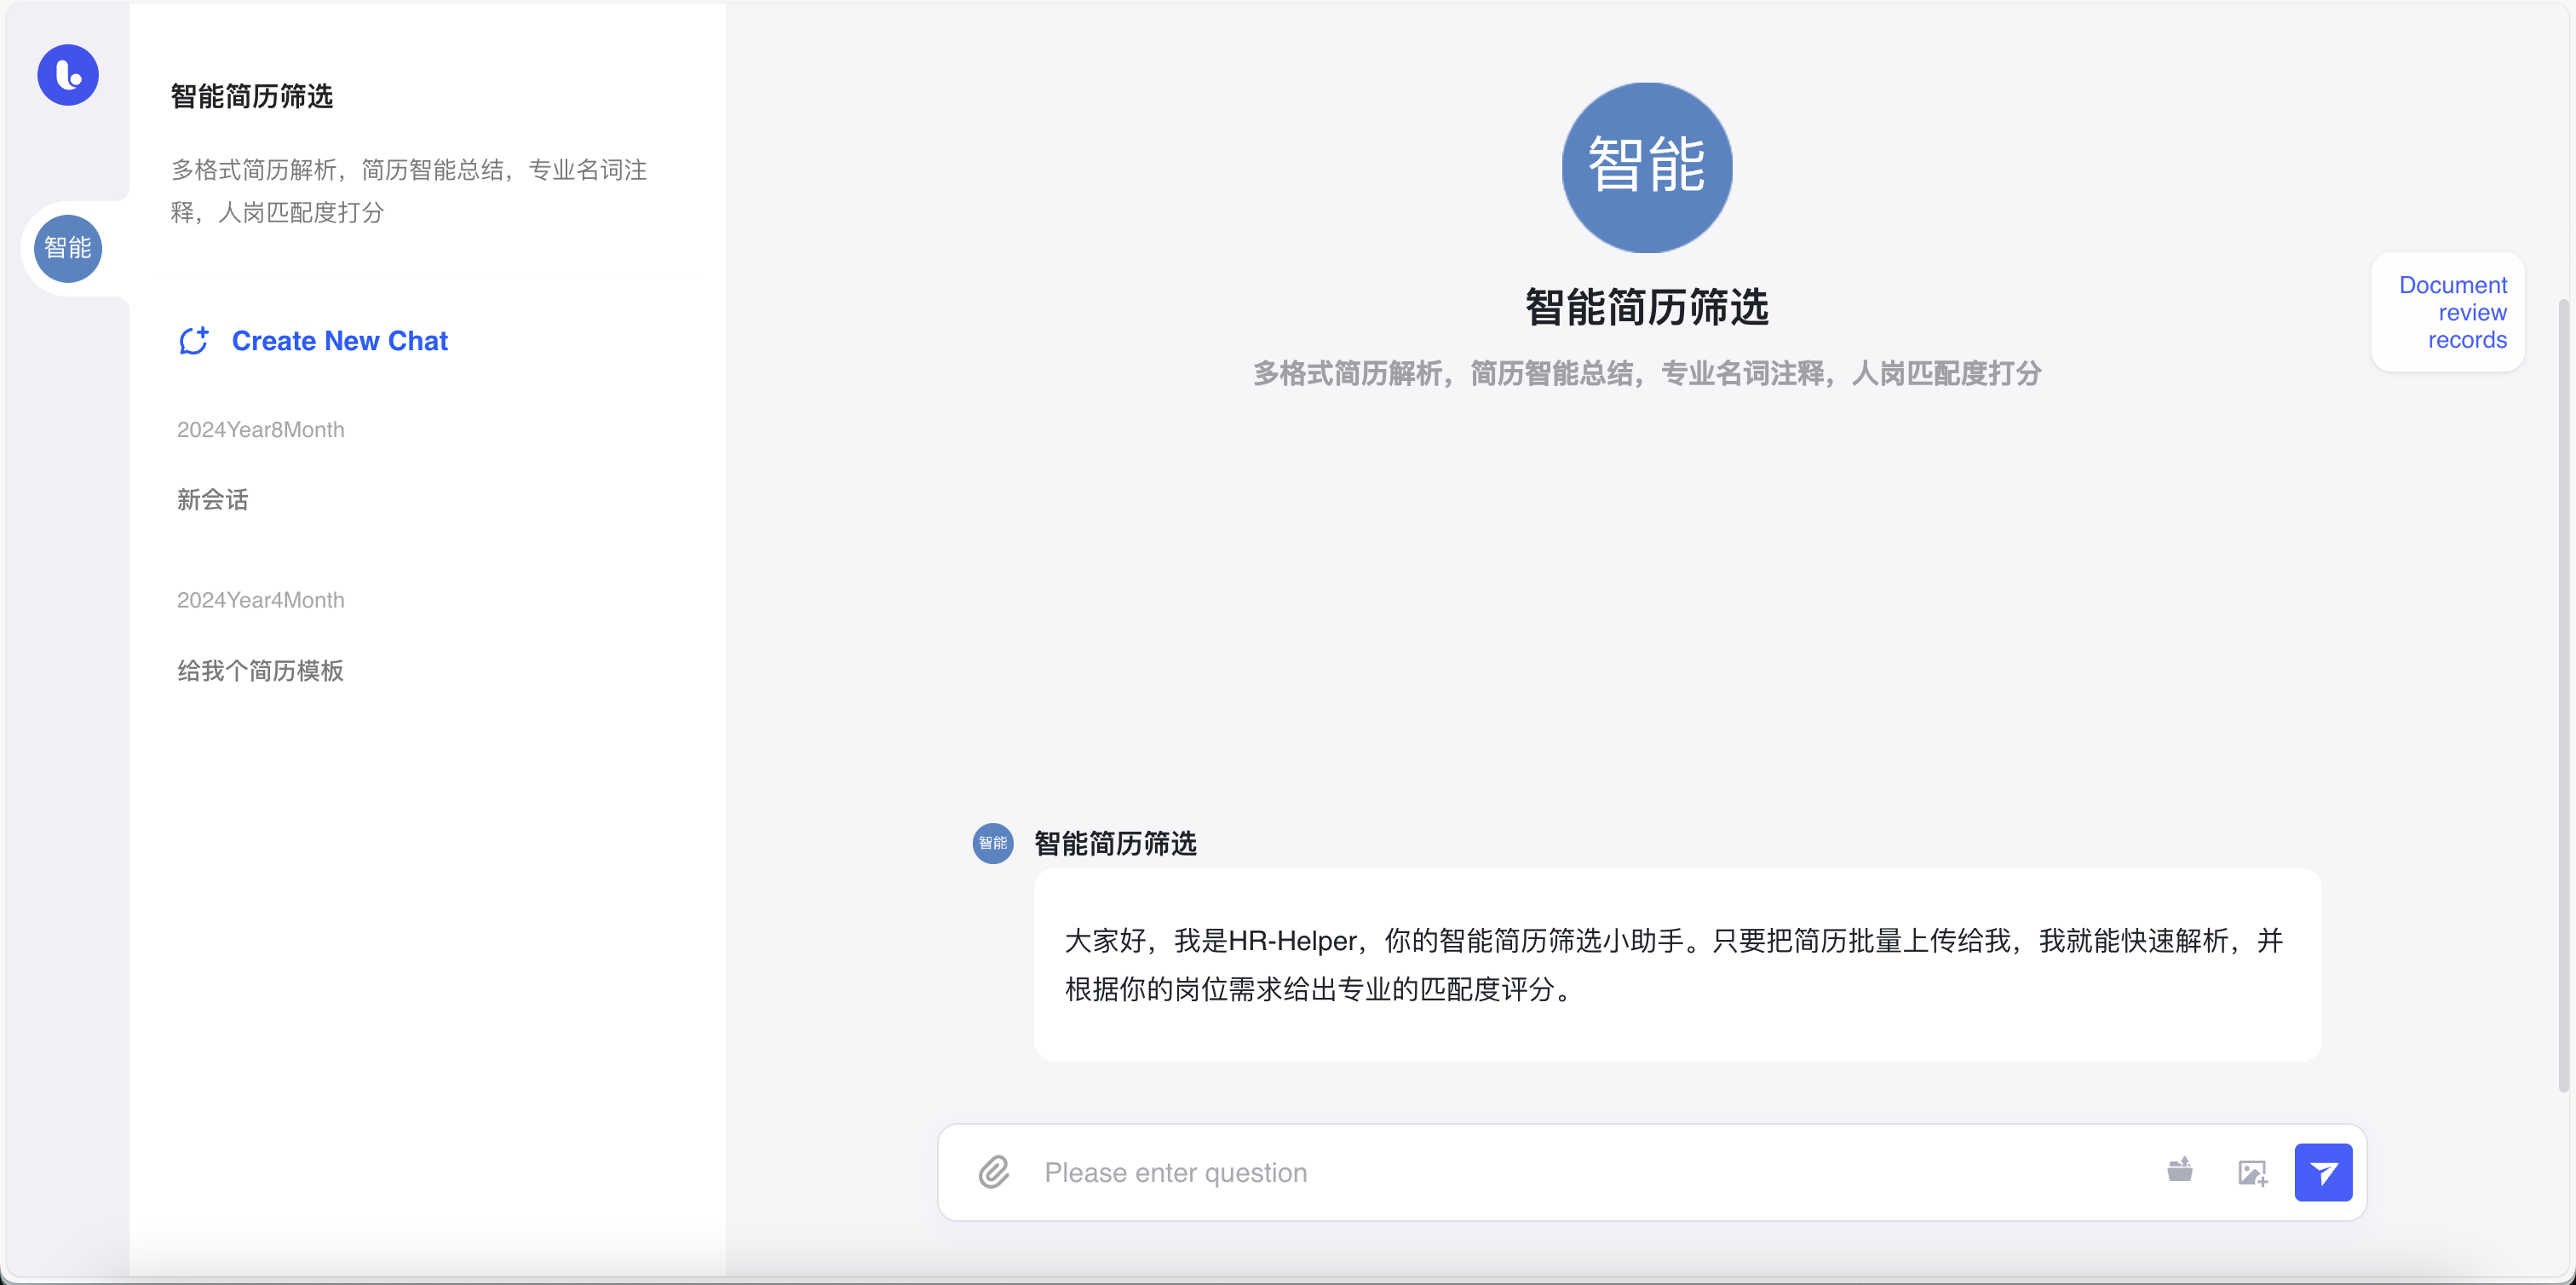 智能简历筛选
多格式简历解析，简历智能总结，专业名词注
释，人岗匹配度打分
智能
Create New Chat
2024Year8Month
新会话
2024Year4Month
给我个简历模板
智能
智能简历筛选
多格式简历解析，简历智能总结，专业名词注释，人岗匹配度打分
Document
review
records
智能
智能简历筛选
大家好，我是HR-Helper，你的智能简历筛选小助手。只要把简历批量上传给我，我就能快速解析，并
根据你的岗位需求给出专业的匹配度评分。
Please enter question